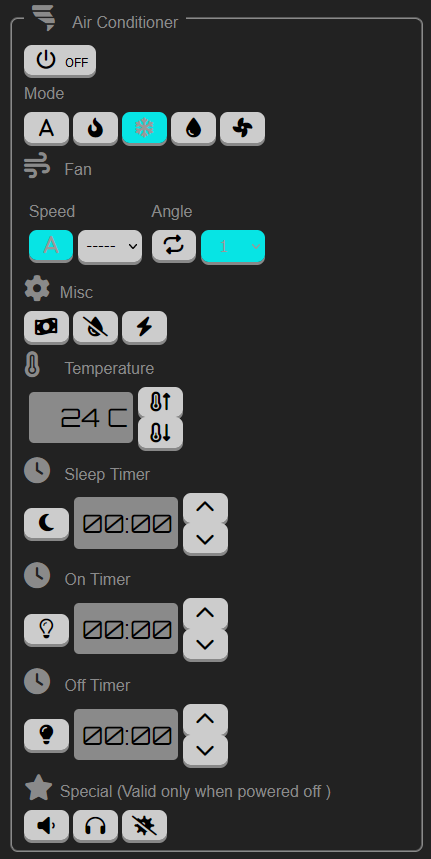 Air Conditioner
OFF
Mode
A
Fan
Speed Angle
A ----- 1
Misc
Temperature
24 C
Sleep Timer
00:00
On Timer
00:00
Off Timer
00:00
Special (Valid only when powered off )